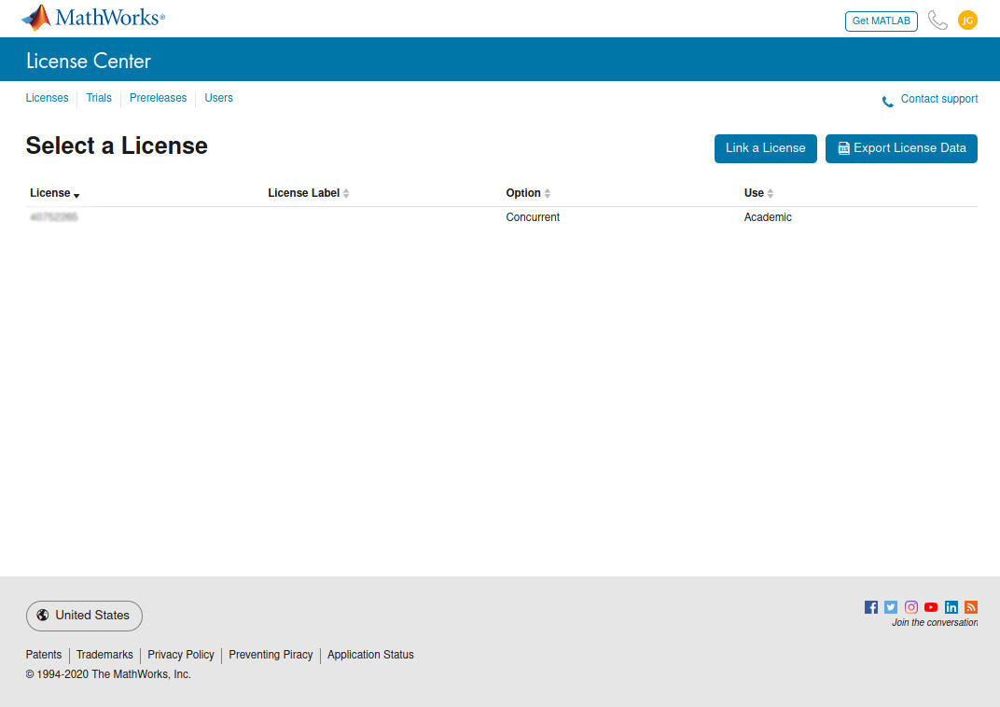 MathWorks®
Get MATLAB
JG
License Center
Licenses Trials Prereleases Users
Contact support
Select a License
Link a License
Export License Data
License License Label Option Use
Concurrent Academic
United States
Join the conversation
Patents Trademarks Privacy Policy Preventing Piracy Application Status
© 1994-2020 The MathWorks, Inc.